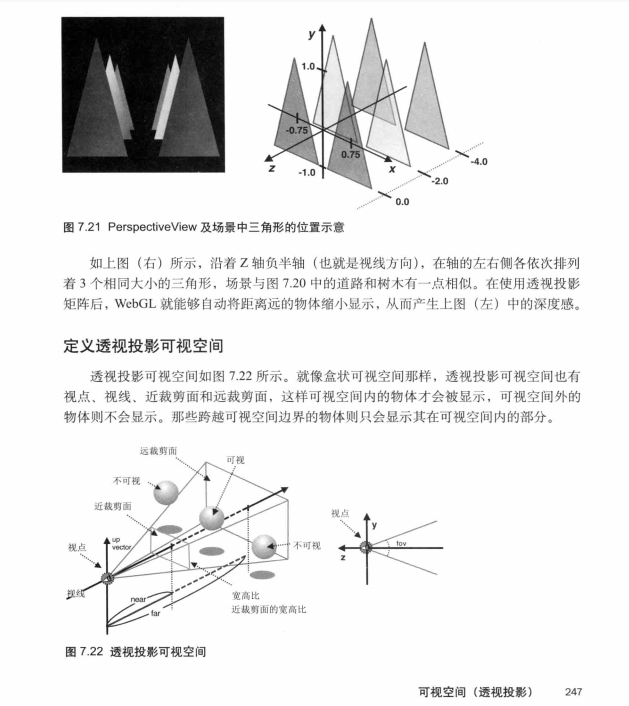 y
1.0
-0.75
0.75
z
-1.0
x
-4.0
-2.0
0.0
图 7.21 PerspectiveView 及场景中三角形的位置示意
如上图（右）所示，沿着 Z 轴负半轴（也就是视线方向），在轴的左右侧各依次排列
着 3 个相同大小的三角形，场景与图 7.20 中的道路和树木有一点相似。在使用透视投影
矩阵后，WebGL 就能够自动将距离远的物体缩小显示，从而产生上图（左）中的深度感。
定义透视投影可视空间
透视投影可视空间如图 7.22 所示。就像盒状可视空间那样，透视投影可视空间也有
视点、视线、近裁剪面和远裁剪面，这样可视空间内的物体才会被显示，可视空间外的
物体则不会显示。那些跨越可视空间边界的物体则只会显示其在可视空间内的部分。
远裁剪面
可视
不可视
近裁剪面
up
vector
视点
不可视
视线
near
far
宽高比
近裁剪面的宽高比
视点
y
fov
z
图 7.22 透视投影可视空间
可视空间（透视投影） 247